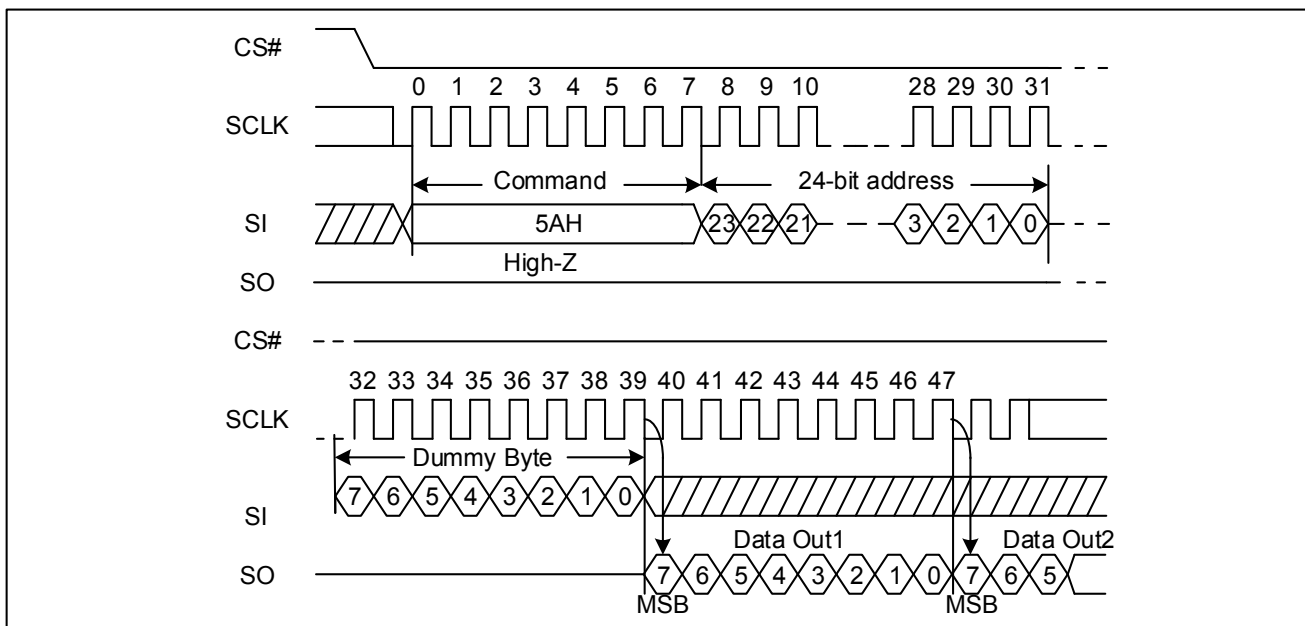 CS#
0 1 2 3 4 5 6 7 8 9 10 28 29 30 31
SCLK
Command 24-bit address
SI 5AH 23 22 21 3 2 1 0
High-Z
SO
CS#
32 33 34 35 36 37 38 39 40 41 42 43 44 45 46 47
SCLK
Dummy Byte
SI 7 6 5 4 3 2 1 0
Data Out1 Data Out2
SO 7 6 5 4 3 2 1 0 7 6 5
MSB MSB